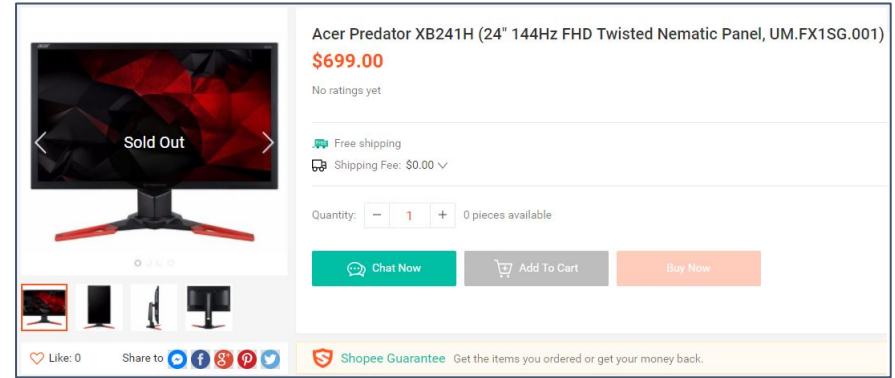 Acer Predator XB241H (24" 144Hz FHD Twisted Nematic Panel, UM.FX1SG.001)
$699.00
No ratings yet
Sold Out
Free shipping
Shipping Fee: $0.00
Quantity: − 1 + 0 pieces available
Chat Now
Add To Cart
Buy Now
Like: 0
Share to
Shopee Guarantee Get the items you ordered or get your money back.